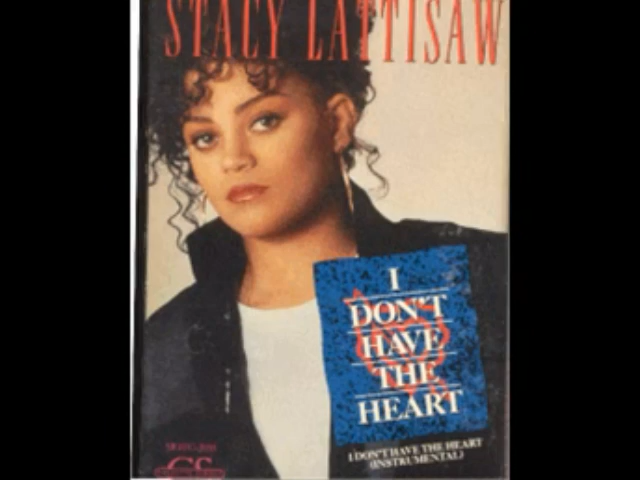 STACY LATTISAW
I
DON'T
HAVE
THE
HEART
I DON'T HAVE THE HEART
(INSTRUMENTAL)